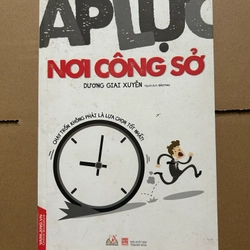 ÁP LỰC
NƠI CÔNG SỞ
DƯƠNG GIAI XUYÊN
CHẠY TRỐN KHÔNG PHẢI LÀ LỰA CHỌN TỐT NHẤT!